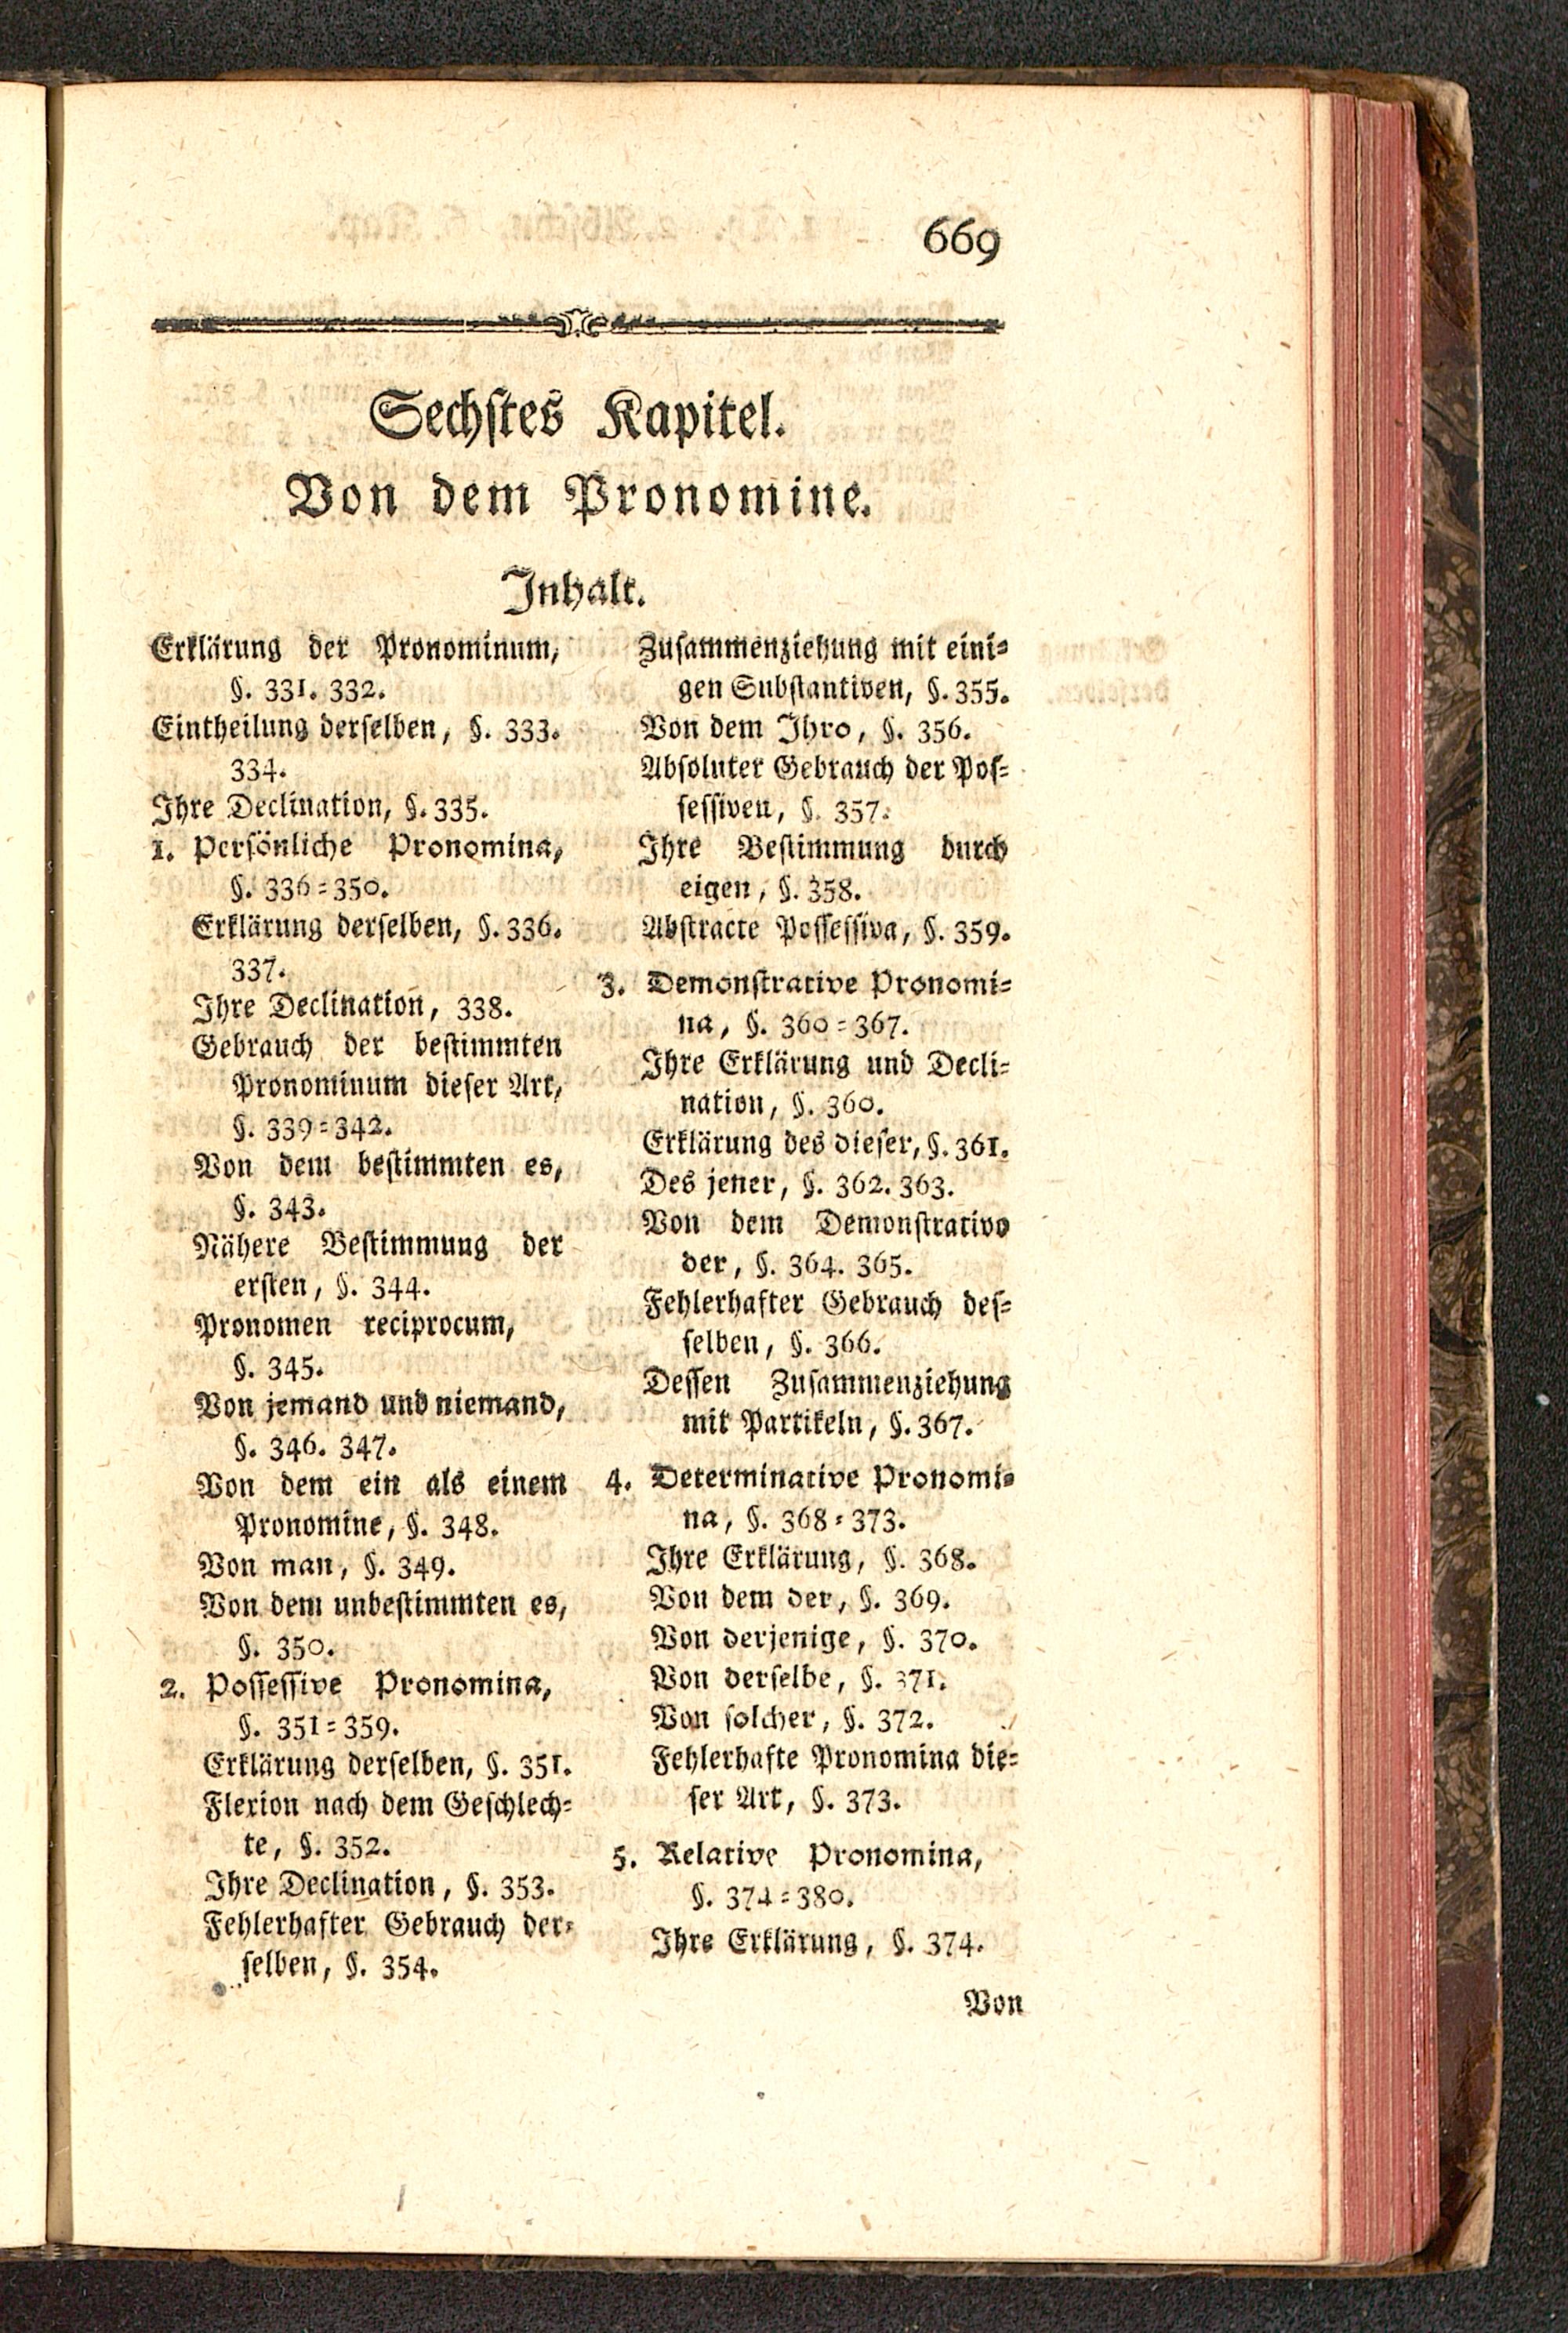 669
Sechstes Kapitel.
Von dem Pronomine.
Inhalt.
Erklärung der Pronominum,
§. 331. 332.
Eintheilung derselben, §. 333.
334.
Ihre Declination, §. 335.
1. Persönliche Pronomina,
§. 336=350.
Erklärung derselben, §. 336.
337.
Ihre Declination, 338.
Gebrauch der bestimmten
Pronominum dieser Art,
§. 339=342.
Von dem bestimmten es,
§. 343.
Nähere Bestimmung der
ersten, §. 344.
Pronomen reciprocum,
§. 345.
Von jemand und niemand,
§. 346. 347.
Von dem ein als einem
Pronomine, §. 348.
Von man, §. 349.
Von dem unbestimmten es,
§. 350.
2. Possessive Pronomina,
§. 351=359.
Erklärung derselben, §. 351.
Flexion nach dem Geschlech=
te, §. 352.
Ihre Declination, §. 353.
Fehlerhafter Gebrauch der=
selben, §. 354.
Zusammenziehung mit eini=
gen Substantiven, §. 355.
Von dem Ihro, §. 356.
Absoluter Gebrauch der Pos=
sessiven, §. 357.
Ihre Bestimmung durch
eigen, §. 358.
Abstracte Possessiva, §. 359.
3. Demonstrative Pronomi=
na, §. 360=367.
Ihre Erklärung und Decli=
nation, §. 360.
Erklärung des dieser, §. 361.
Des jener, §. 362. 363.
Von dem Demonstrativo
der, §. 364. 365.
Fehlerhafter Gebrauch des=
selben, §. 366.
Dessen Zusammenziehung
mit Partikeln, §. 367.
4. Determinative Pronomi=
na, §. 368=373.
Ihre Erklärung, §. 368.
Von dem der, §. 369.
Von derjenige, §. 370.
Von derselbe, §. 371.
Von solcher, §. 372.
Fehlerhafte Pronomina die=
ser Art, §. 373.
5. Relative Pronomina,
§. 374=380.
Ihre Erklärung, §. 374.
Von